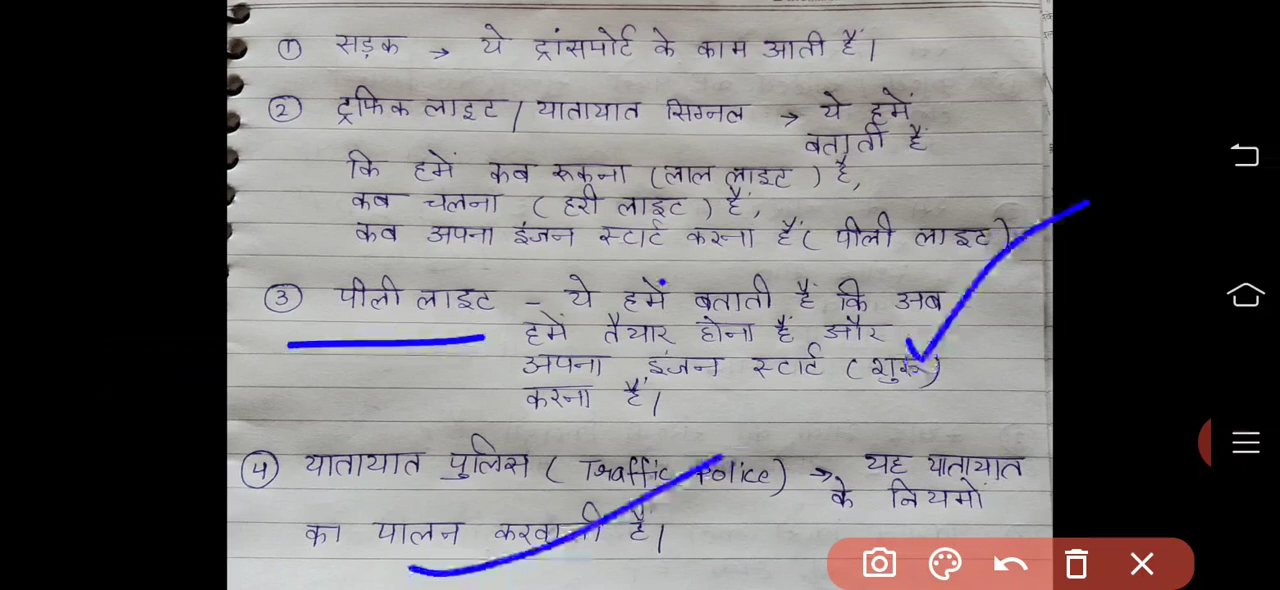 ① सड़क → ये ट्रांसपोर्ट के काम आती हैं।
② ट्रफिक लाइट / यातायात सिग्नल → ये हमें
बताती हैं
कि हमें कब रूकना (लाल लाइट) है,
कब चलना (हरी लाइट) हैं,
कब अपना इंजन स्टार्ट करना हैं (पीली लाइट)
③ पीली लाइट - ये हमें बताती हैं कि अब
हमें तैयार होना हैं और
अपना इंजन स्टार्ट (शुरू)
करना हैं।
④ यातायात पुलिस (Traffic Police) → यह यातायात
के नियमों
का पालन करवाती है।